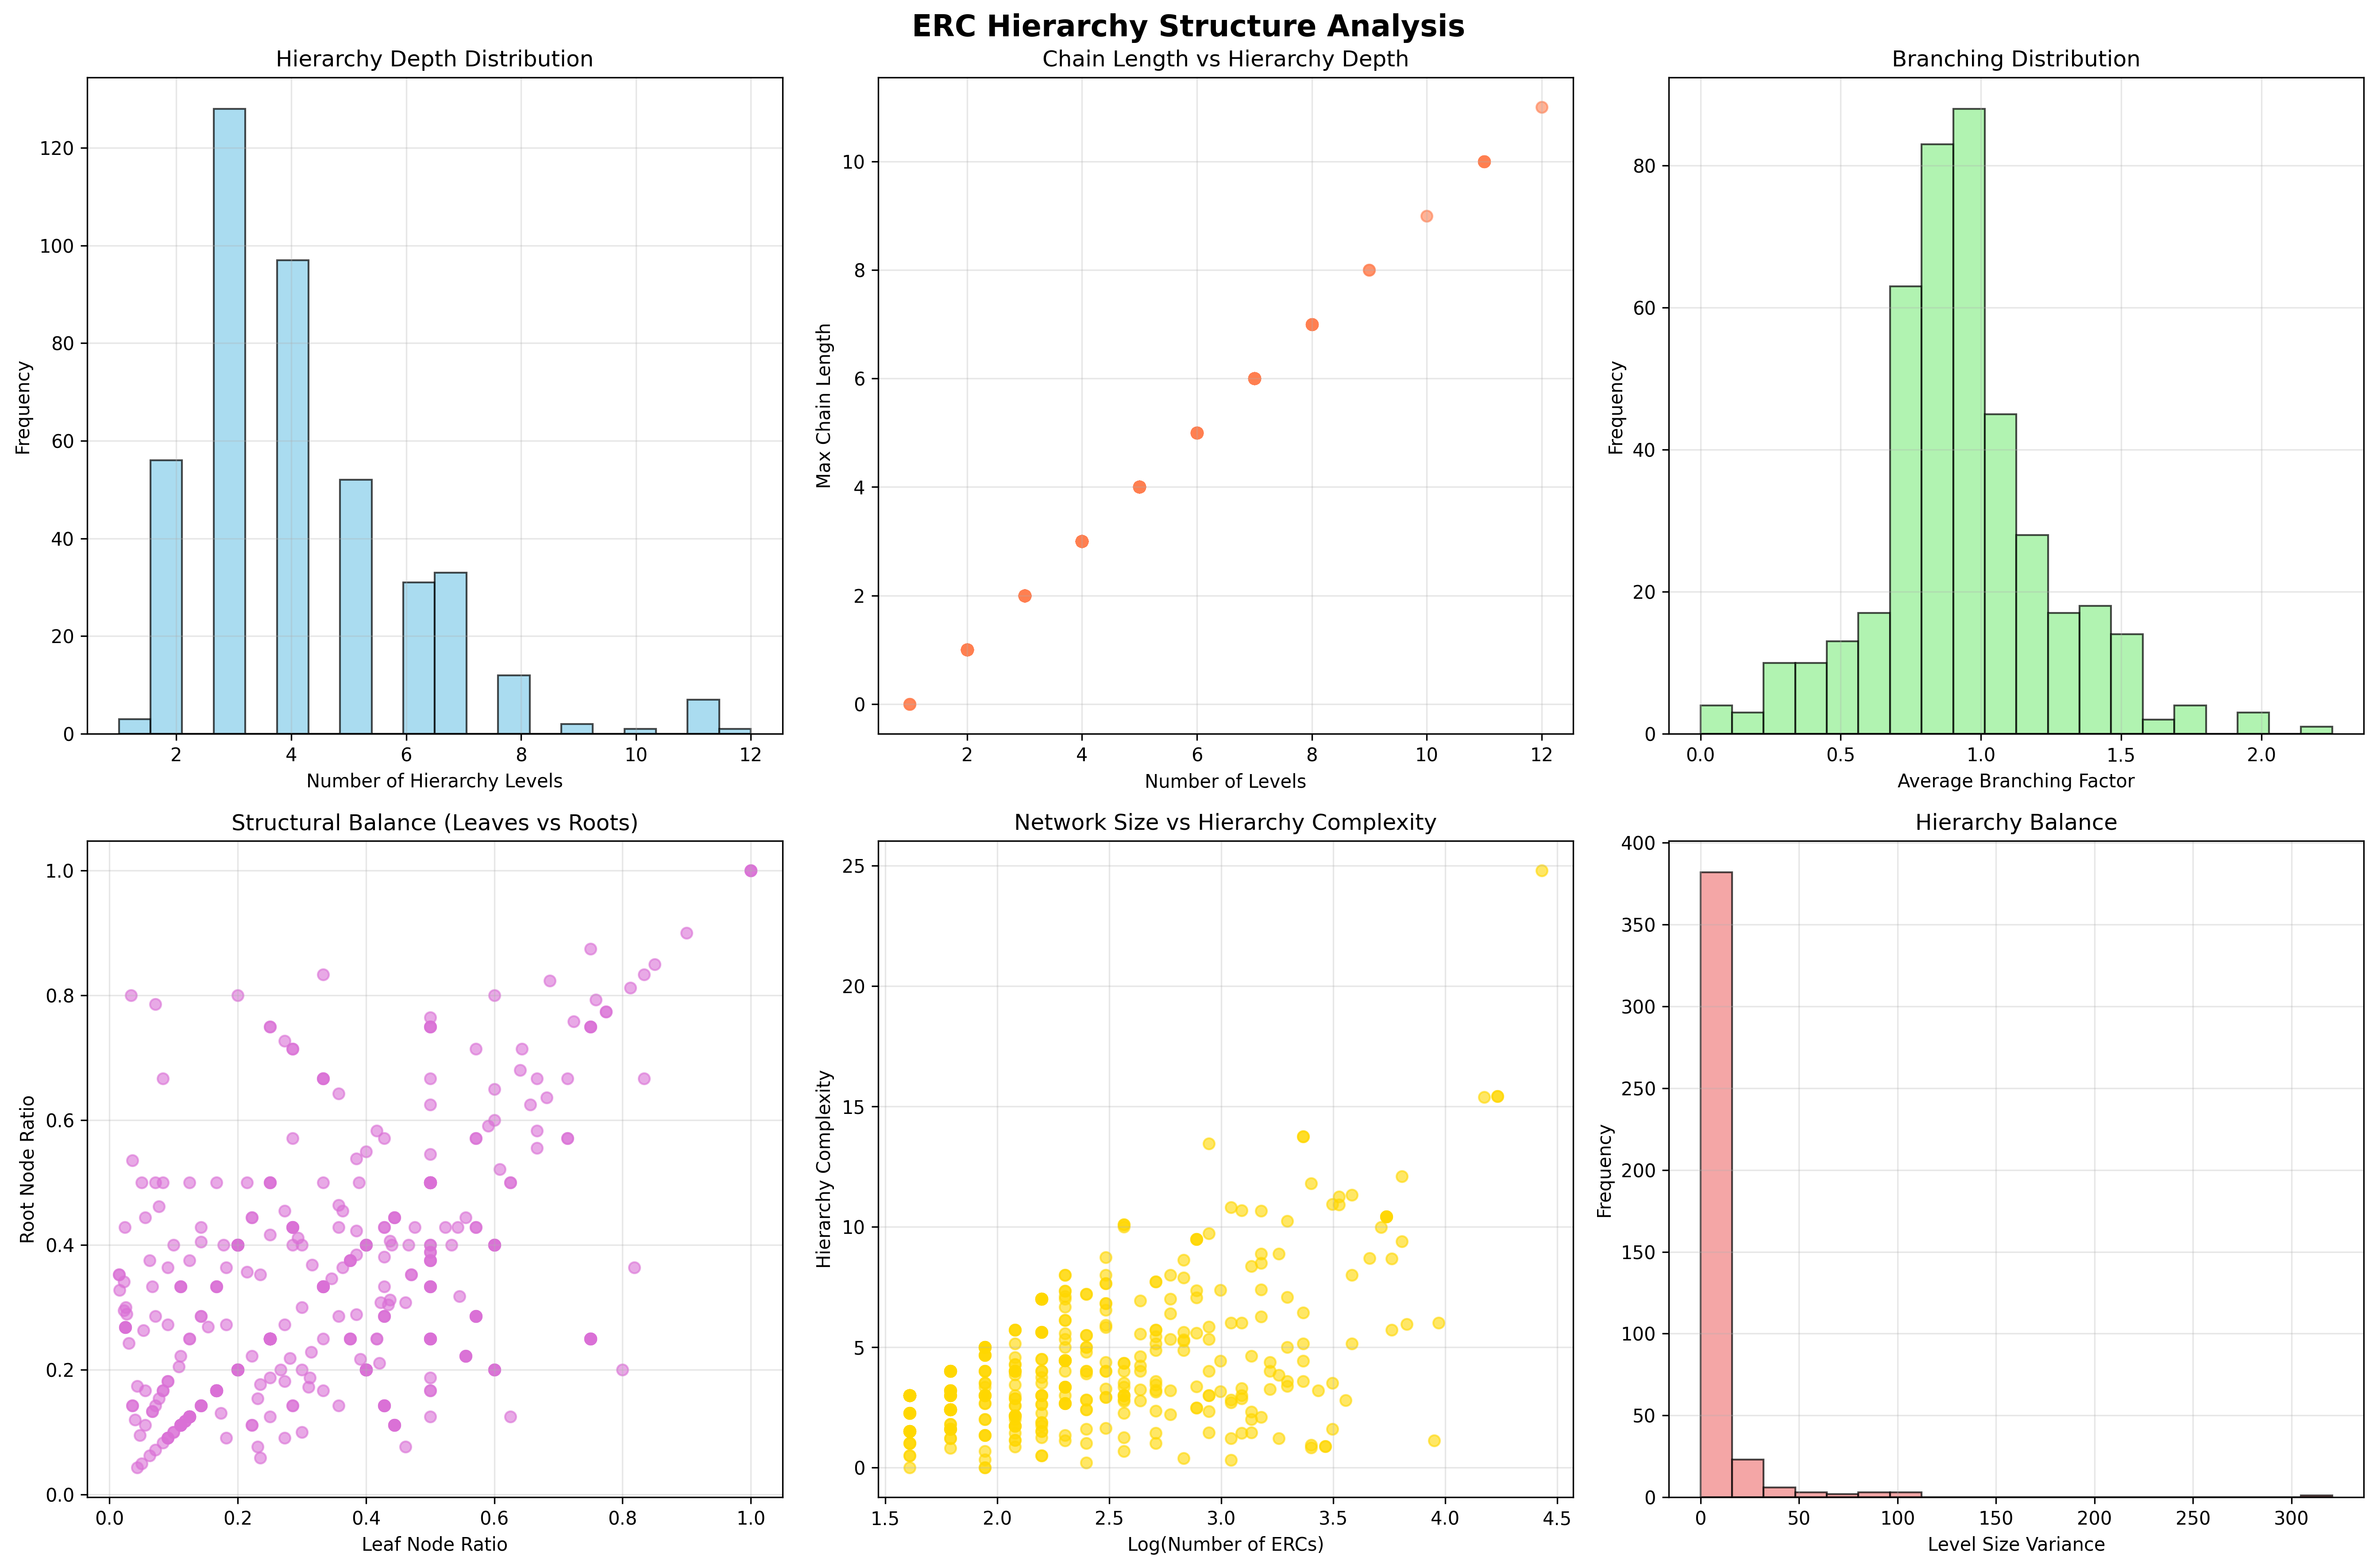 ERC Hierarchy Structure Analysis
Hierarchy Depth Distribution
Frequency
120
100
80
60
40
20
0
2 4 6 8 10 12
Number of Hierarchy Levels
Chain Length vs Hierarchy Depth
Max Chain Length
10
8
6
4
2
0
2 4 6 8 10 12
Number of Levels
Branching Distribution
Frequency
80
60
40
20
0
0.0 0.5 1.0 1.5 2.0
Average Branching Factor
Structural Balance (Leaves vs Roots)
Root Node Ratio
1.0
0.8
0.6
0.4
0.2
0.0
0.0 0.2 0.4 0.6 0.8 1.0
Leaf Node Ratio
Network Size vs Hierarchy Complexity
Hierarchy Complexity
25
20
15
10
5
0
1.5 2.0 2.5 3.0 3.5 4.0 4.5
Log(Number of ERCs)
Hierarchy Balance
Frequency
400
350
300
250
200
150
100
50
0
0 50 100 150 200 250 300
Level Size Variance